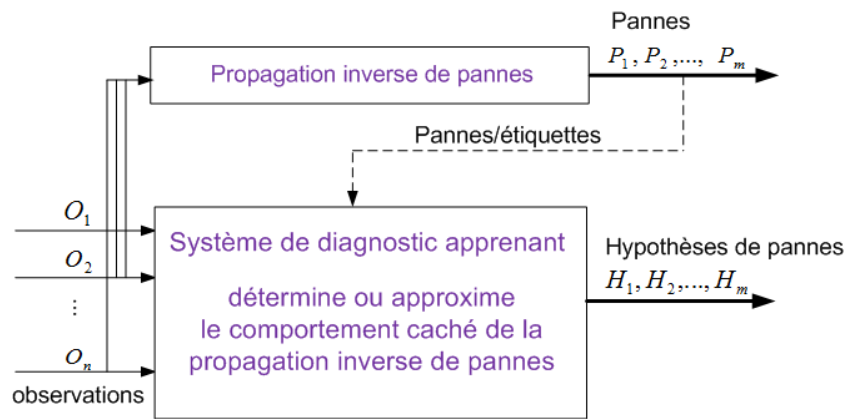 Pannes
P1, P2,..., Pm
Propagation inverse de pannes
Pannes/étiquettes
O1
O2
⋮
On
observations
Système de diagnostic apprenant
détermine ou approxime
le comportement caché de la
propagation inverse de pannes
Hypothèses de pannes
H1, H2,..., Hm